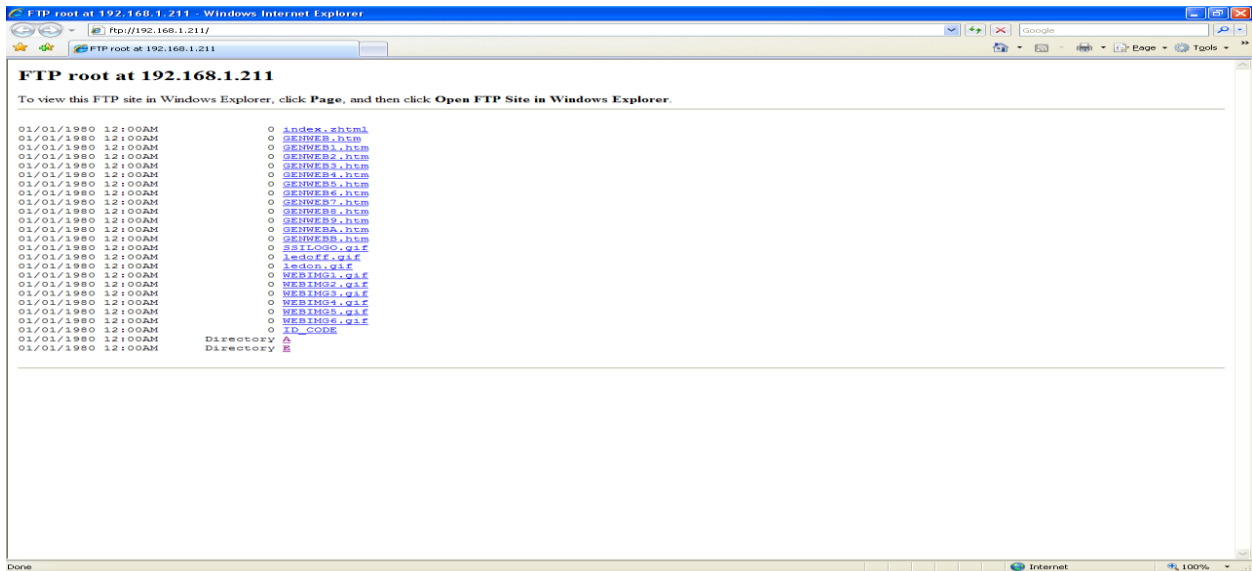 FTP root at 192.168.1.211 - Windows Internet Explorer
ftp://192.168.1.211/
Google
FTP root at 192.168.1.211
Page Tools »
FTP root at 192.168.1.211
To view this FTP site in Windows Explorer, click Page, and then click Open FTP Site in Windows Explorer.
01/01/1980 12:00AM 0 index.zhtml
01/01/1980 12:00AM 0 GENWEB.htm
01/01/1980 12:00AM 0 GENWEB1.htm
01/01/1980 12:00AM 0 GENWEB2.htm
01/01/1980 12:00AM 0 GENWEB3.htm
01/01/1980 12:00AM 0 GENWEB4.htm
01/01/1980 12:00AM 0 GENWEB5.htm
01/01/1980 12:00AM 0 GENWEB6.htm
01/01/1980 12:00AM 0 GENWEB7.htm
01/01/1980 12:00AM 0 GENWEB8.htm
01/01/1980 12:00AM 0 GENWEB9.htm
01/01/1980 12:00AM 0 GENWEBA.htm
01/01/1980 12:00AM 0 GENWEBB.htm
01/01/1980 12:00AM 0 SSILOGO.gif
01/01/1980 12:00AM 0 ledoff.gif
01/01/1980 12:00AM 0 ledon.gif
01/01/1980 12:00AM 0 WEBIMG1.gif
01/01/1980 12:00AM 0 WEBIMG2.gif
01/01/1980 12:00AM 0 WEBIMG3.gif
01/01/1980 12:00AM 0 WEBIMG4.gif
01/01/1980 12:00AM 0 WEBIMG5.gif
01/01/1980 12:00AM 0 WEBIMG6.gif
01/01/1980 12:00AM 0 ID_CODE
01/01/1980 12:00AM Directory A
01/01/1980 12:00AM Directory E
Done Internet 100%